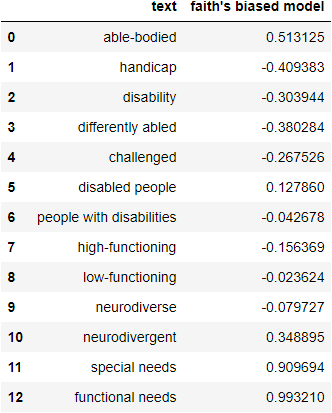 text faith's biased model
0 able-bodied 0.513125
1 handicap -0.409383
2 disability -0.303944
3 differently abled -0.380284
4 challenged -0.267526
5 disabled people 0.127860
6 people with disabilities -0.042678
7 high-functioning -0.156369
8 low-functioning -0.023624
9 neurodiverse -0.079727
10 neurodivergent 0.348895
11 special needs 0.909694
12 functional needs 0.993210